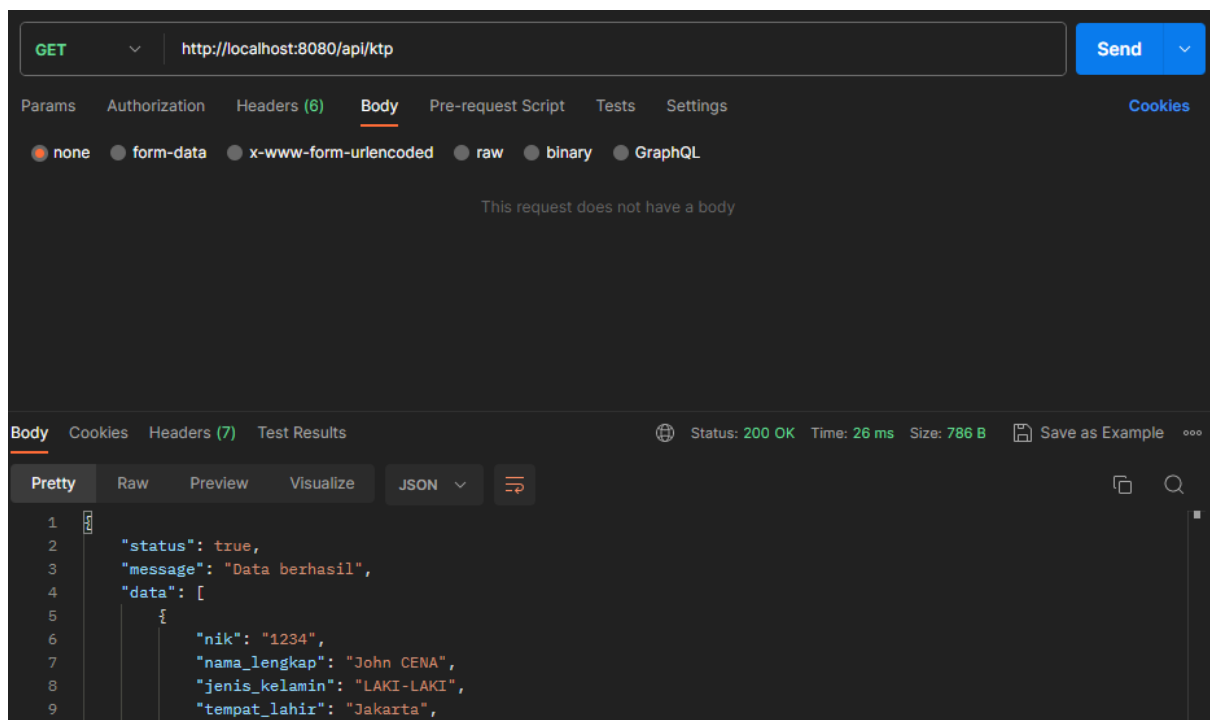 GET http://localhost:8080/api/ktp Send
Params Authorization Headers (6) Body Pre-request Script Tests Settings Cookies
none form-data x-www-form-urlencoded raw binary GraphQL
This request does not have a body
Body Cookies Headers (7) Test Results Status: 200 OK Time: 26 ms Size: 786 B Save as Example
Pretty Raw Preview Visualize JSON
1 {
2 "status": true,
3 "message": "Data berhasil",
4 "data": [
5 {
6 "nik": "1234",
7 "nama_lengkap": "John CENA",
8 "jenis_kelamin": "LAKI-LAKI",
9 "tempat_lahir": "Jakarta",